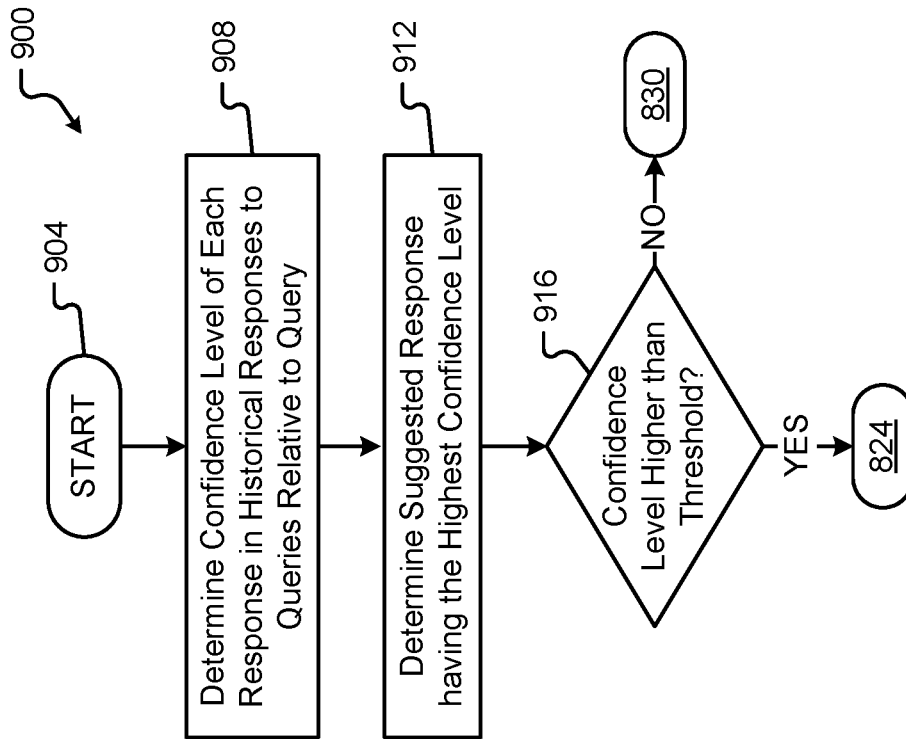 900
904
START
908
Determine Confidence Level of Each
Response in Historical Responses to
Queries Relative to Query
912
Determine Suggested Response
having the Highest Confidence Level
916
Confidence
Level Higher than
Threshold?
NO
830
YES
824